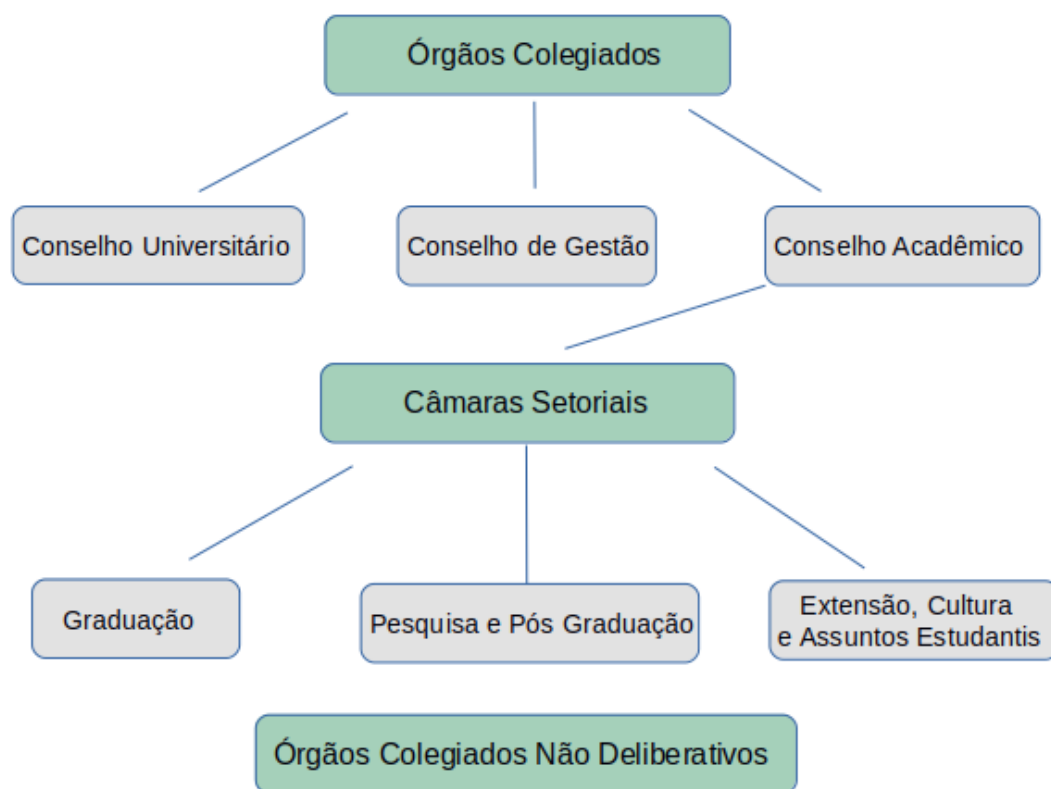 Órgãos Colegiados
Conselho Universitário
Conselho de Gestão
Conselho Acadêmico
Câmaras Setoriais
Graduação
Pesquisa e Pós Graduação
Extensão, Cultura
e Assuntos Estudantis
Órgãos Colegiados Não Deliberativos